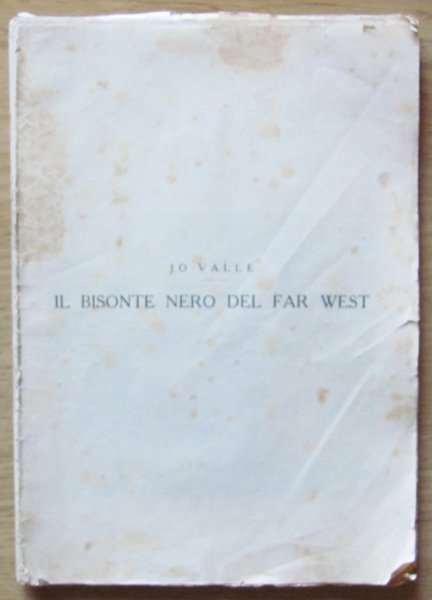 JO VALLE
IL BISONTE NERO DEL FAR WEST